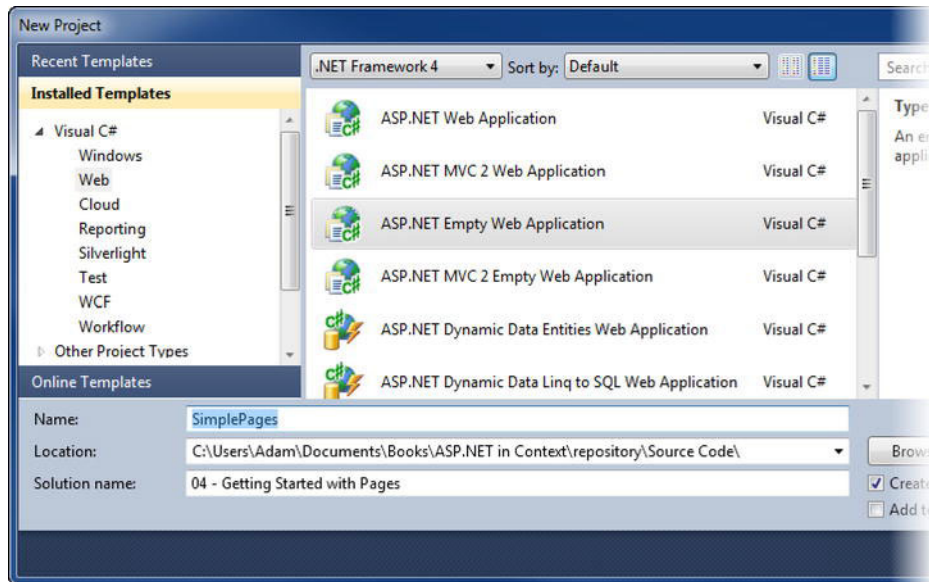 New Project
Recent Templates
Installed Templates
Visual C#
Windows
Web
Cloud
Reporting
Silverlight
Test
WCF
Workflow
Other Project Types
Online Templates
.NET Framework 4 Sort by: Default
ASP.NET Web Application Visual C#
ASP.NET MVC 2 Web Application Visual C#
ASP.NET Empty Web Application Visual C#
ASP.NET MVC 2 Empty Web Application Visual C#
ASP.NET Dynamic Data Entities Web Application Visual C#
ASP.NET Dynamic Data Linq to SQL Web Application Visual C#
Search
Type
An
Name: SimplePages
Location: C:\Users\Adam\Documents\Books\ASP.NET in Context\repository\Source Code\
Solution name: 04 - Getting Started with Pages
Add